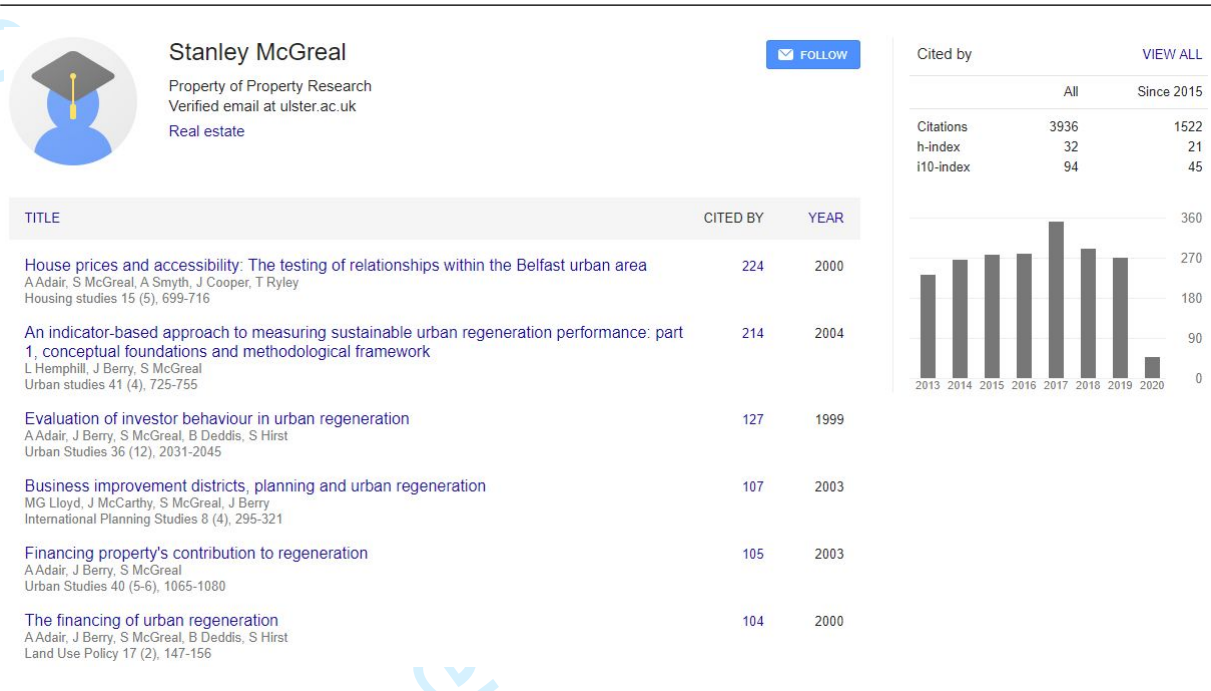 Stanley McGreal
FOLLOW
Property of Property Research
Verified email at ulster.ac.uk
Real estate
TITLE CITED BY YEAR
House prices and accessibility: The testing of relationships within the Belfast urban area 224 2000
A Adair, S McGreal, A Smyth, J Cooper, T Ryley
Housing studies 15 (5), 699-716
An indicator-based approach to measuring sustainable urban regeneration performance: part 214 2004
1, conceptual foundations and methodological framework
L Hemphill, J Berry, S McGreal
Urban studies 41 (4), 725-755
Evaluation of investor behaviour in urban regeneration 127 1999
A Adair, J Berry, S McGreal, B Deddis, S Hirst
Urban Studies 36 (12), 2031-2045
Business improvement districts, planning and urban regeneration 107 2003
MG Lloyd, J McCarthy, S McGreal, J Berry
International Planning Studies 8 (4), 295-321
Financing property's contribution to regeneration 105 2003
A Adair, J Berry, S McGreal
Urban Studies 40 (5-6), 1065-1080
The financing of urban regeneration 104 2000
A Adair, J Berry, S McGreal, B Deddis, S Hirst
Land Use Policy 17 (2), 147-156
Cited by VIEW ALL
All Since 2015
Citations 3936 1522
h-index 32 21
i10-index 94 45
360
270
180
90
0
2013 2014 2015 2016 2017 2018 2019 2020